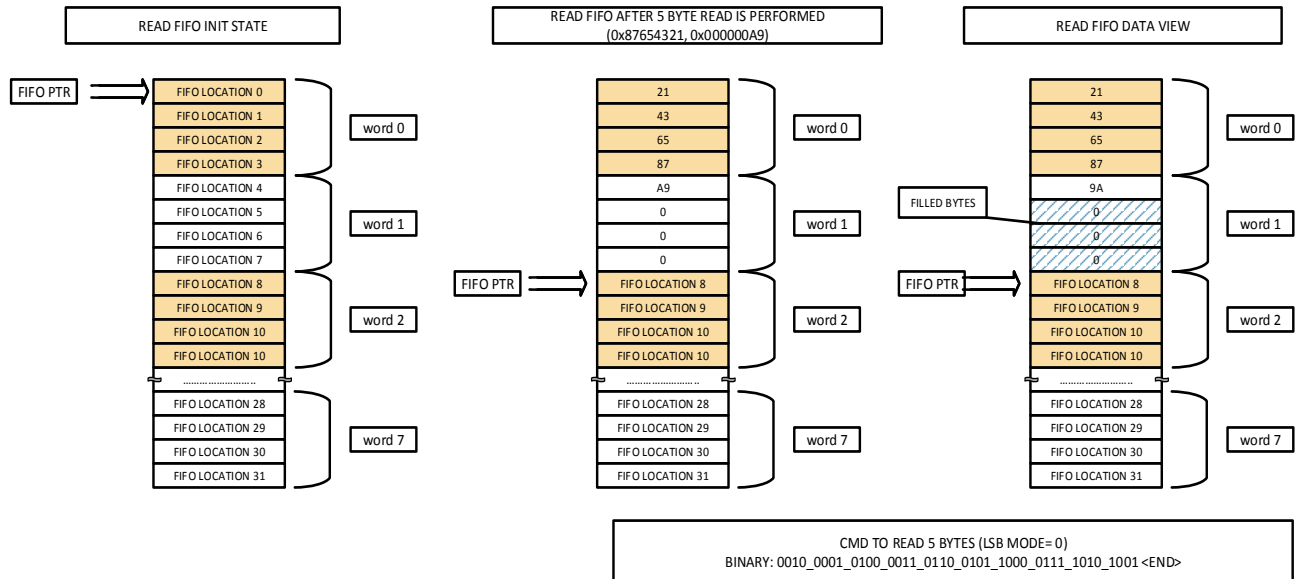 READ FIFO INIT STATE
READ FIFO AFTER 5 BYTE READ IS PERFORMED
(0x87654321, 0x000000A9)
READ FIFO DATA VIEW
FIFO PTR
FIFO LOCATION 0
FIFO LOCATION 1
FIFO LOCATION 2
FIFO LOCATION 3
FIFO LOCATION 4
FIFO LOCATION 5
FIFO LOCATION 6
FIFO LOCATION 7
FIFO LOCATION 8
FIFO LOCATION 9
FIFO LOCATION 10
FIFO LOCATION 10
..........................
FIFO LOCATION 28
FIFO LOCATION 29
FIFO LOCATION 30
FIFO LOCATION 31
word 0
word 1
word 2
word 7
FIFO PTR
21
43
65
87
A9
0
0
0
FIFO LOCATION 8
FIFO LOCATION 9
FIFO LOCATION 10
FIFO LOCATION 10
..........................
FIFO LOCATION 28
FIFO LOCATION 29
FIFO LOCATION 30
FIFO LOCATION 31
word 0
word 1
word 2
word 7
FILLED BYTES
FIFO PTR
21
43
65
87
9A
0
0
0
FIFO LOCATION 8
FIFO LOCATION 9
FIFO LOCATION 10
FIFO LOCATION 10
..........................
FIFO LOCATION 28
FIFO LOCATION 29
FIFO LOCATION 30
FIFO LOCATION 31
word 0
word 1
word 2
word 7
CMD TO READ 5 BYTES (LSB MODE= 0)
BINARY: 0010_0001_0100_0011_0110_0101_1000_0111_1010_1001 <END>